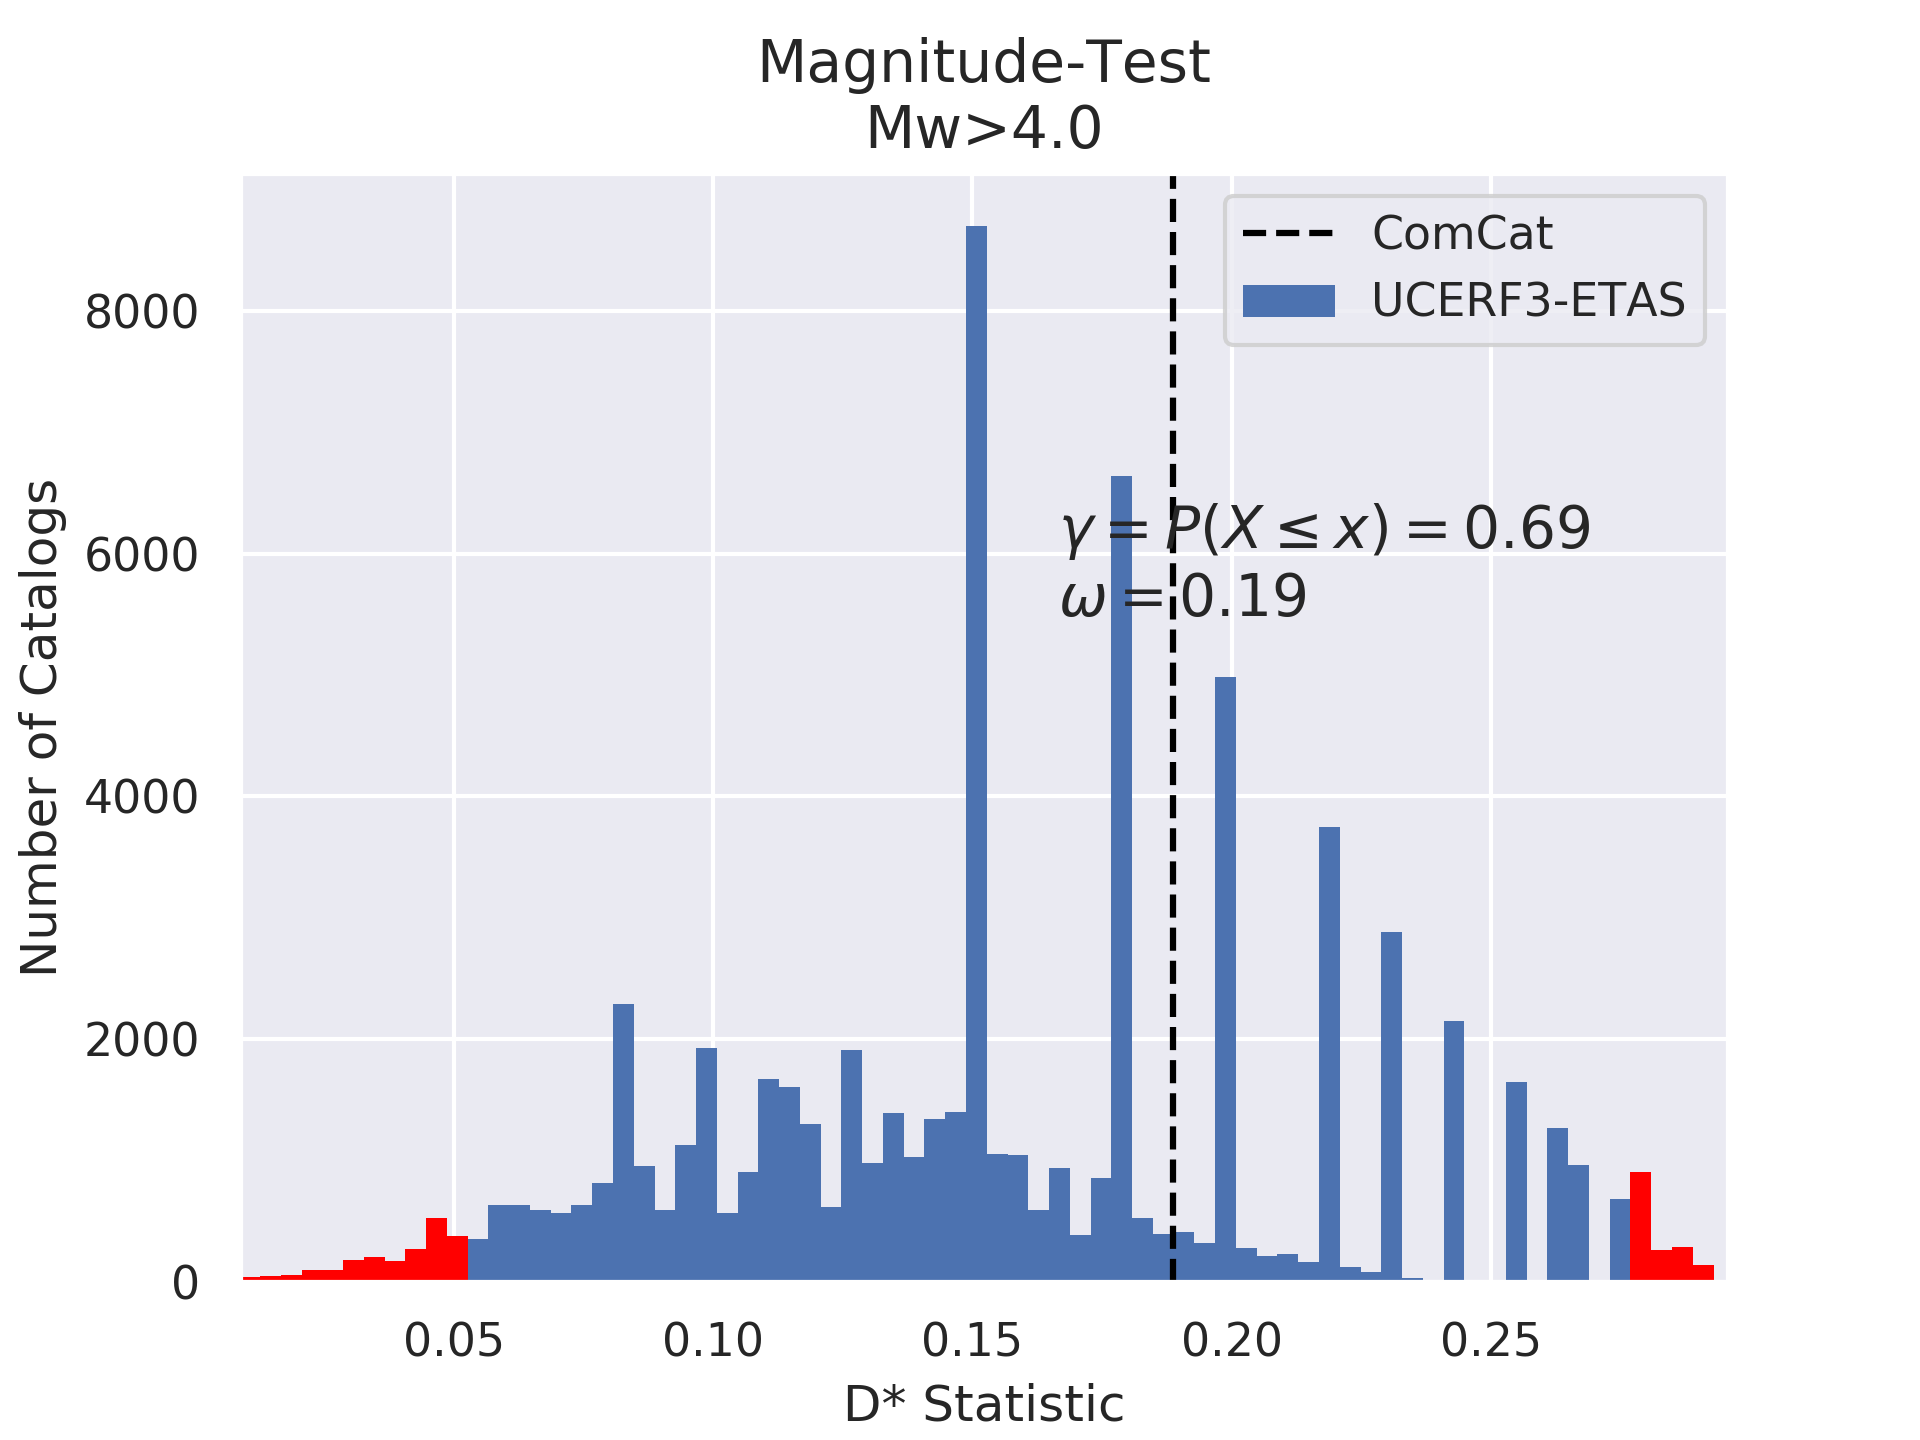 Magnitude-Test
Mw>4.0
ComCat
UCERF3-ETAS
γ = P(X ≤ x) = 0.69
ω = 0.19
Number of Catalogs
8000
6000
4000
2000
0
0.05 0.10 0.15 0.20 0.25
D* Statistic